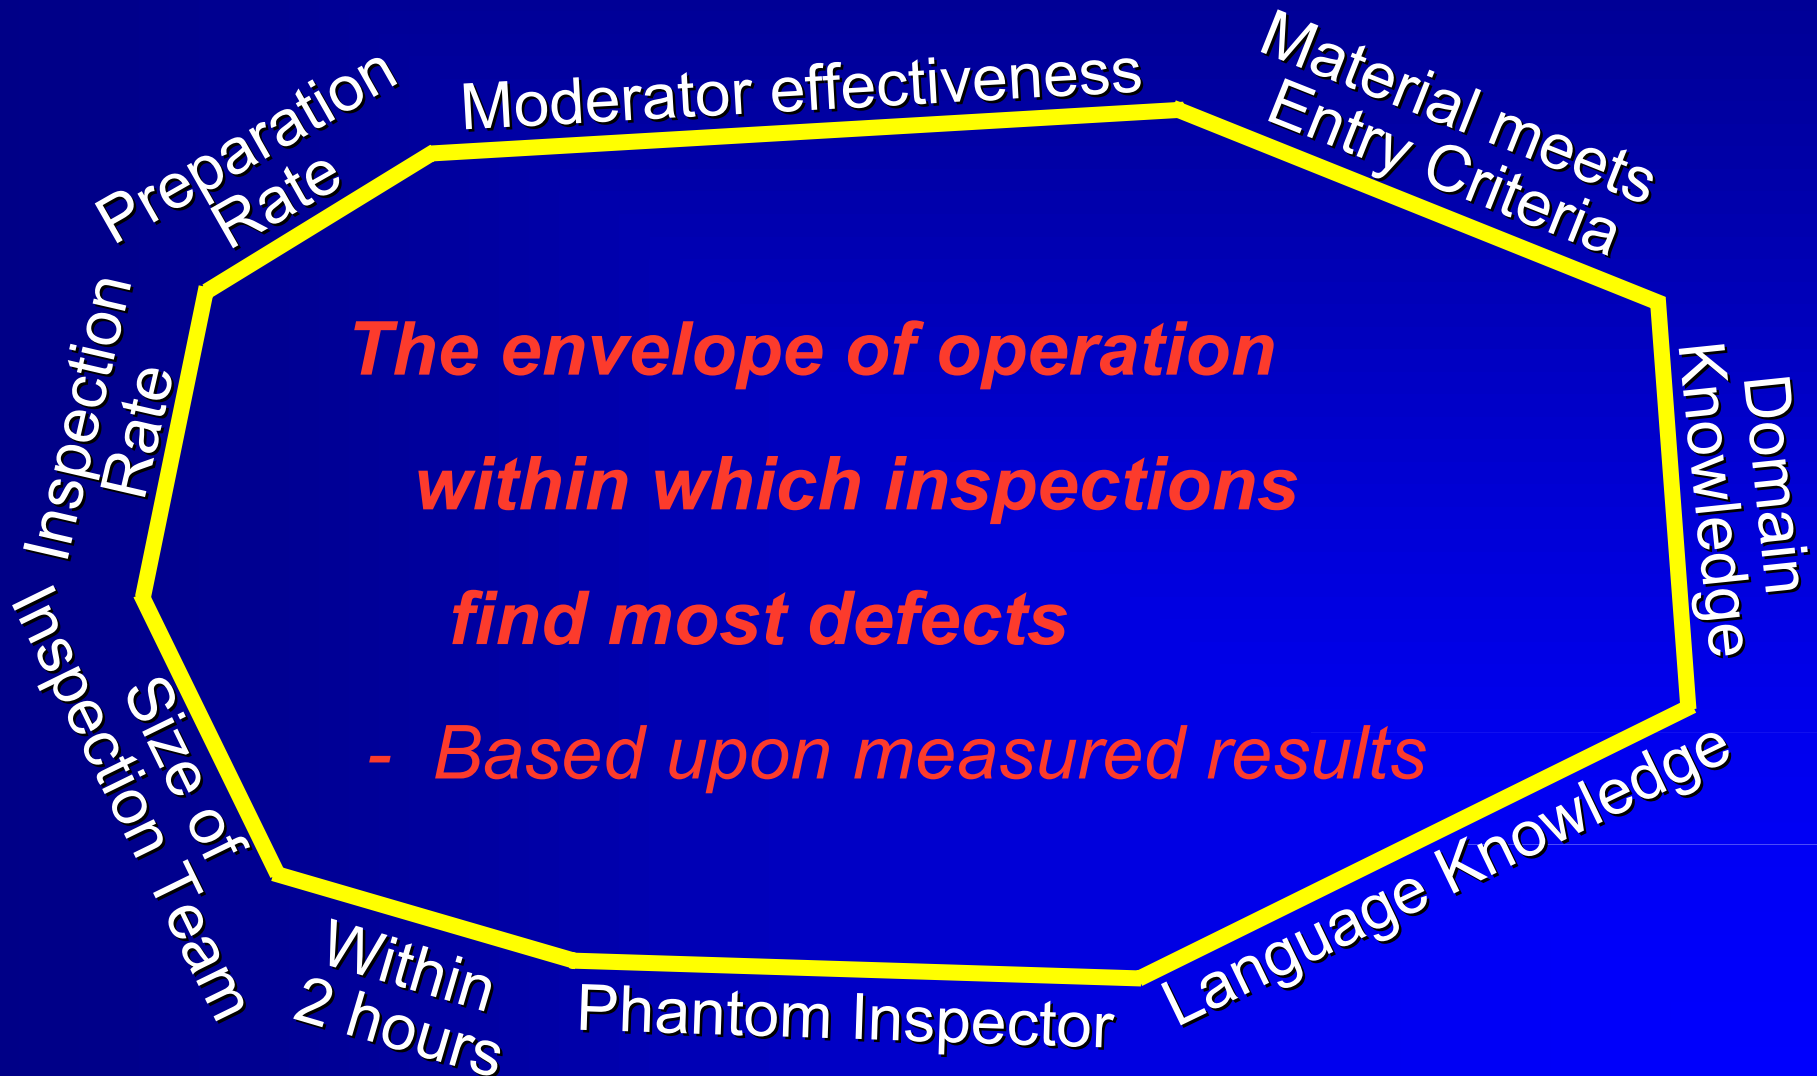 Preparation
Rate
Moderator effectiveness
Material meets
Entry Criteria
Domain
Knowledge
Language Knowledge
Phantom Inspector
Within
2 hours
Size of
Inspection Team
Inspection
Rate
The envelope of operation
within which inspections
find most defects
- Based upon measured results